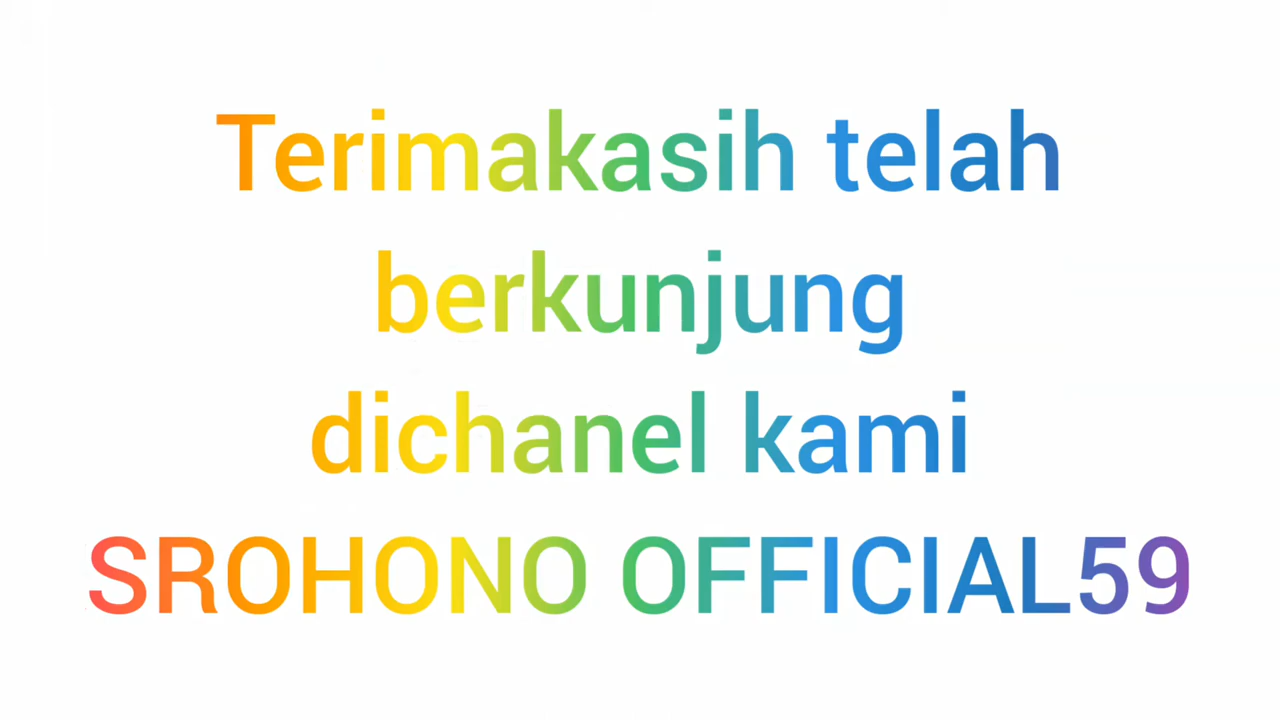 Terimakasih telah
berkunjung
dichanel kami
SROHONO OFFICIAL59